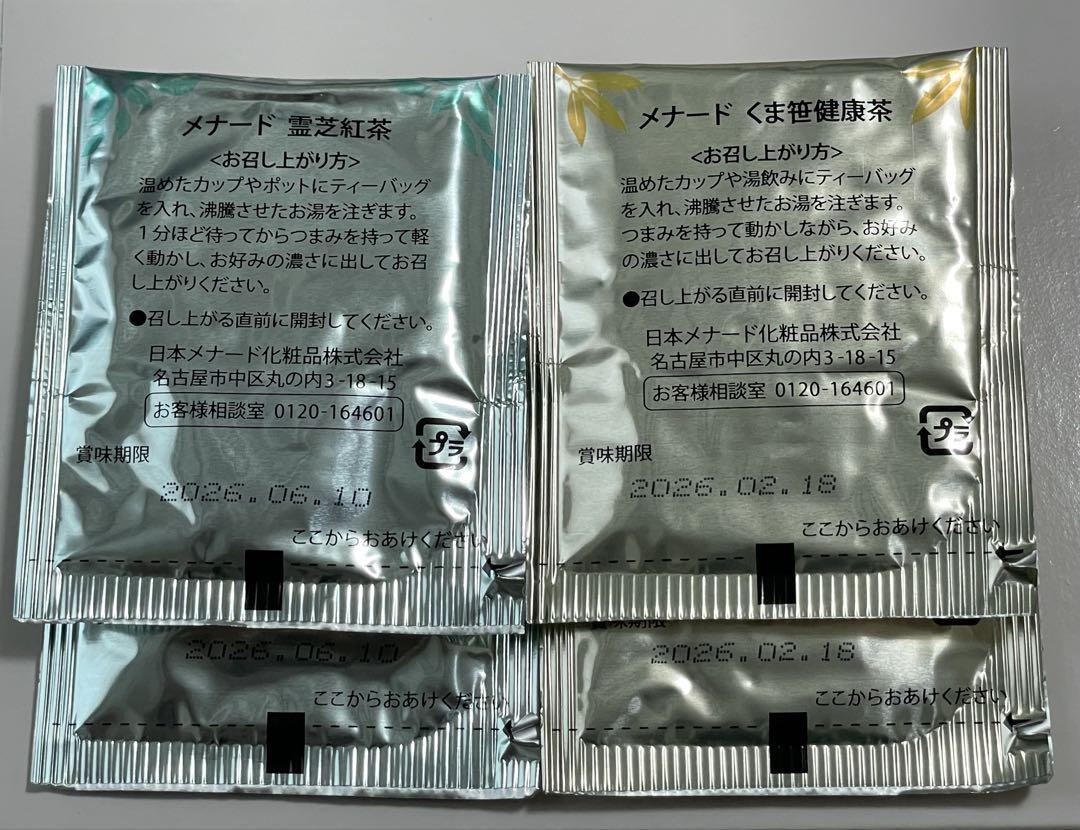 メナード 霊芝紅茶
<お召し上がり方>
温めたカップやポットにティーバッグ
を入れ、沸騰させたお湯を注ぎます。
1分ほど待ってからつまみを持って軽
く動かし、お好みの濃さに出してお召
し上がりください。
●召し上がる直前に開封してください。
日本メナード化粧品株式会社
名古屋市中区丸の内3-18-15
お客様相談室 0120-164601
プラ
賞味期限
2026.06.10
ここからおあけください
2026.06.10
ここからおあけください
メナード くま笹健康茶
<お召し上がり方>
温めたカップや湯飲みにティーバッグ
を入れ、沸騰させたお湯を注ぎます。
つまみを持って動かしながら、お好み
の濃さに出してお召し上がりください。
●召し上がる直前に開封してください。
日本メナード化粧品株式会社
名古屋市中区丸の内3-18-15
お客様相談室 0120-164601
プラ
賞味期限
2026.02.18
ここからおあけください
賞味期限
2026.02.18
ここからおあけください